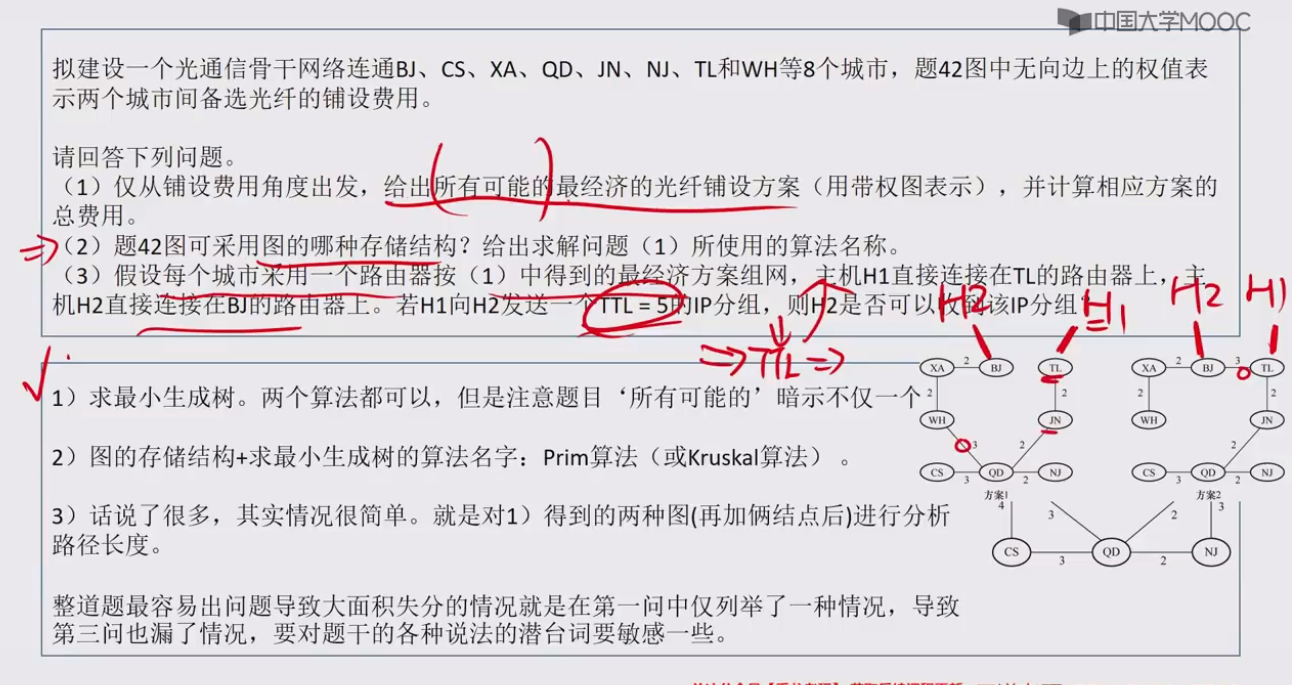 中国大学MOOC
拟建设一个光通信骨干网络连通BJ、CS、XA、QD、JN、NJ、TL和WH等8个城市，题42图中无向边上的权值表
示两个城市间备选光纤的铺设费用。
请回答下列问题。
（1）仅从铺设费用角度出发，给出所有可能的最经济的光纤铺设方案（用带权图表示），并计算相应方案的
总费用。
（2）题42图可采用图的哪种存储结构？给出求解问题（1）所使用的算法名称。
（3）假设每个城市采用一个路由器按（1）中得到的最经济方案组网，主机H1直接连接在TL的路由器上，主
机H2直接连接在BJ的路由器上。若H1向H2发送一个TTL = 5的IP分组，则H2是否可以收到该IP分组？
H2 H1 H2 H1
⇒TTL⇒
1）求最小生成树。两个算法都可以，但是注意题目‘所有可能的’暗示不仅一个
2）图的存储结构+求最小生成树的算法名字：Prim算法（或Kruskal算法）。
3）话说了很多，其实情况很简单。就是对1）得到的两种图(再加俩结点后)进行分析
路径长度。
整道题最容易出问题导致大面积失分的情况就是在第一问中仅列举了一种情况，导致
第三问也漏了情况，要对题干的各种说法的潜台词要敏感一些。
XA 2 BJ TL XA 2 BJ 3 TL
2 2 2 2
WH JN WH JN
3 2 2
CS 3 QD 2 NJ CS 3 QD 2 NJ
方案1 方案2
4 3 2 3
CS 3 QD 2 NJ